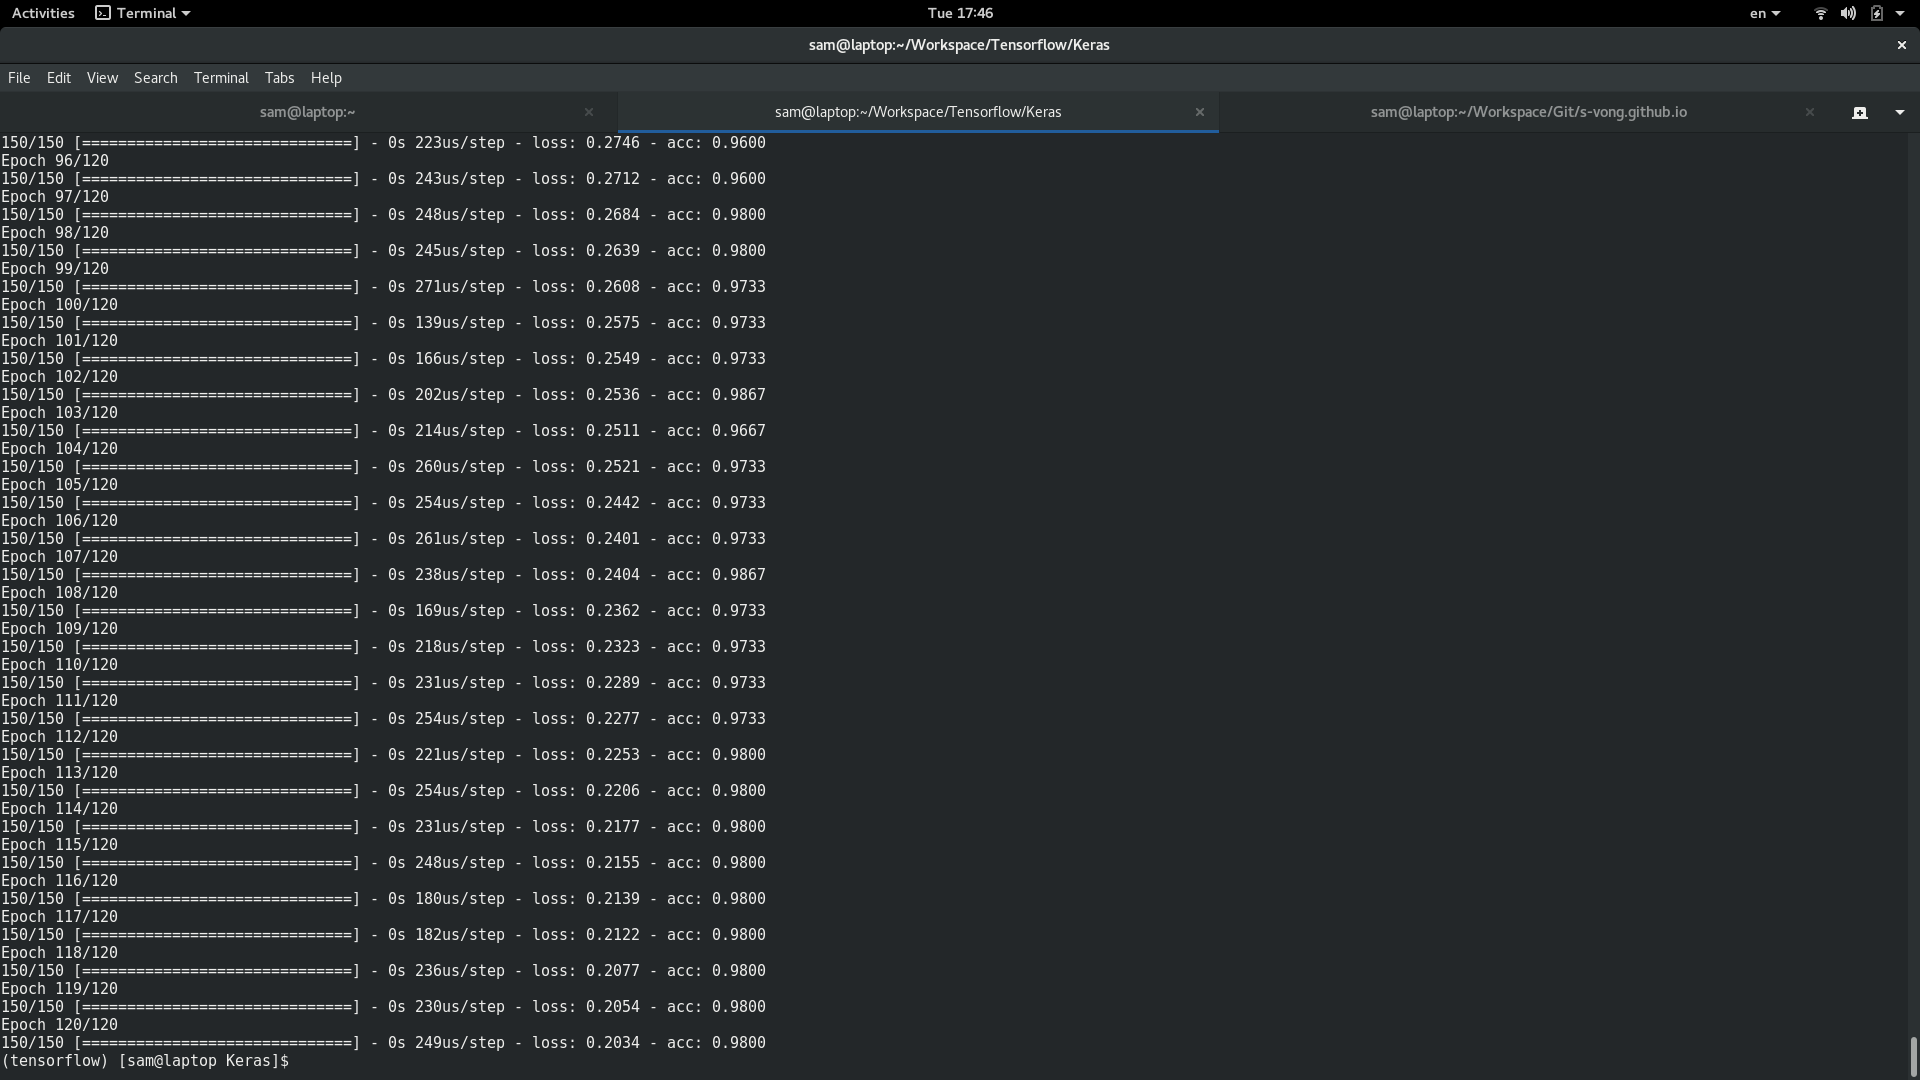 Activities Terminal Tue 17:46 en
sam@laptop:~/Workspace/Tensorflow/Keras
File Edit View Search Terminal Tabs Help
sam@laptop:~ sam@laptop:~/Workspace/Tensorflow/Keras sam@laptop:~/Workspace/Git/s-vong.github.io
150/150 [==============================] - 0s 223us/step - loss: 0.2746 - acc: 0.9600
Epoch 96/120
150/150 [==============================] - 0s 243us/step - loss: 0.2712 - acc: 0.9600
Epoch 97/120
150/150 [==============================] - 0s 248us/step - loss: 0.2684 - acc: 0.9800
Epoch 98/120
150/150 [==============================] - 0s 245us/step - loss: 0.2639 - acc: 0.9800
Epoch 99/120
150/150 [==============================] - 0s 271us/step - loss: 0.2608 - acc: 0.9733
Epoch 100/120
150/150 [==============================] - 0s 139us/step - loss: 0.2575 - acc: 0.9733
Epoch 101/120
150/150 [==============================] - 0s 166us/step - loss: 0.2549 - acc: 0.9733
Epoch 102/120
150/150 [==============================] - 0s 202us/step - loss: 0.2536 - acc: 0.9867
Epoch 103/120
150/150 [==============================] - 0s 214us/step - loss: 0.2511 - acc: 0.9667
Epoch 104/120
150/150 [==============================] - 0s 260us/step - loss: 0.2521 - acc: 0.9733
Epoch 105/120
150/150 [==============================] - 0s 254us/step - loss: 0.2442 - acc: 0.9733
Epoch 106/120
150/150 [==============================] - 0s 261us/step - loss: 0.2401 - acc: 0.9733
Epoch 107/120
150/150 [==============================] - 0s 238us/step - loss: 0.2404 - acc: 0.9867
Epoch 108/120
150/150 [==============================] - 0s 169us/step - loss: 0.2362 - acc: 0.9733
Epoch 109/120
150/150 [==============================] - 0s 218us/step - loss: 0.2323 - acc: 0.9733
Epoch 110/120
150/150 [==============================] - 0s 231us/step - loss: 0.2289 - acc: 0.9733
Epoch 111/120
150/150 [==============================] - 0s 254us/step - loss: 0.2277 - acc: 0.9733
Epoch 112/120
150/150 [==============================] - 0s 221us/step - loss: 0.2253 - acc: 0.9800
Epoch 113/120
150/150 [==============================] - 0s 254us/step - loss: 0.2206 - acc: 0.9800
Epoch 114/120
150/150 [==============================] - 0s 231us/step - loss: 0.2177 - acc: 0.9800
Epoch 115/120
150/150 [==============================] - 0s 248us/step - loss: 0.2155 - acc: 0.9800
Epoch 116/120
150/150 [==============================] - 0s 180us/step - loss: 0.2139 - acc: 0.9800
Epoch 117/120
150/150 [==============================] - 0s 182us/step - loss: 0.2122 - acc: 0.9800
Epoch 118/120
150/150 [==============================] - 0s 236us/step - loss: 0.2077 - acc: 0.9800
Epoch 119/120
150/150 [==============================] - 0s 230us/step - loss: 0.2054 - acc: 0.9800
Epoch 120/120
150/150 [==============================] - 0s 249us/step - loss: 0.2034 - acc: 0.9800
(tensorflow) [sam@laptop Keras]$